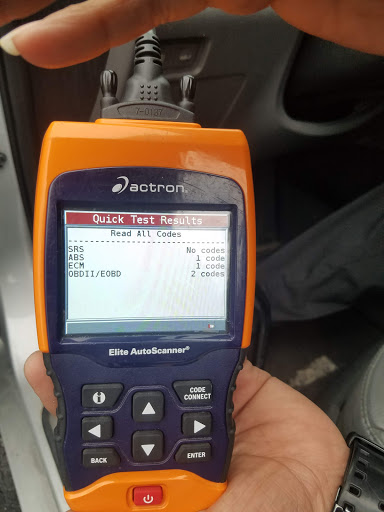 T-0137
actron.
Quick Test Results
Read All Codes
SRS No codes
ABS 1 code
ECM 1 code
OBDII/EOBD 2 codes
Elite AutoScanner®
i
CODE CONNECT
BACK
ENTER